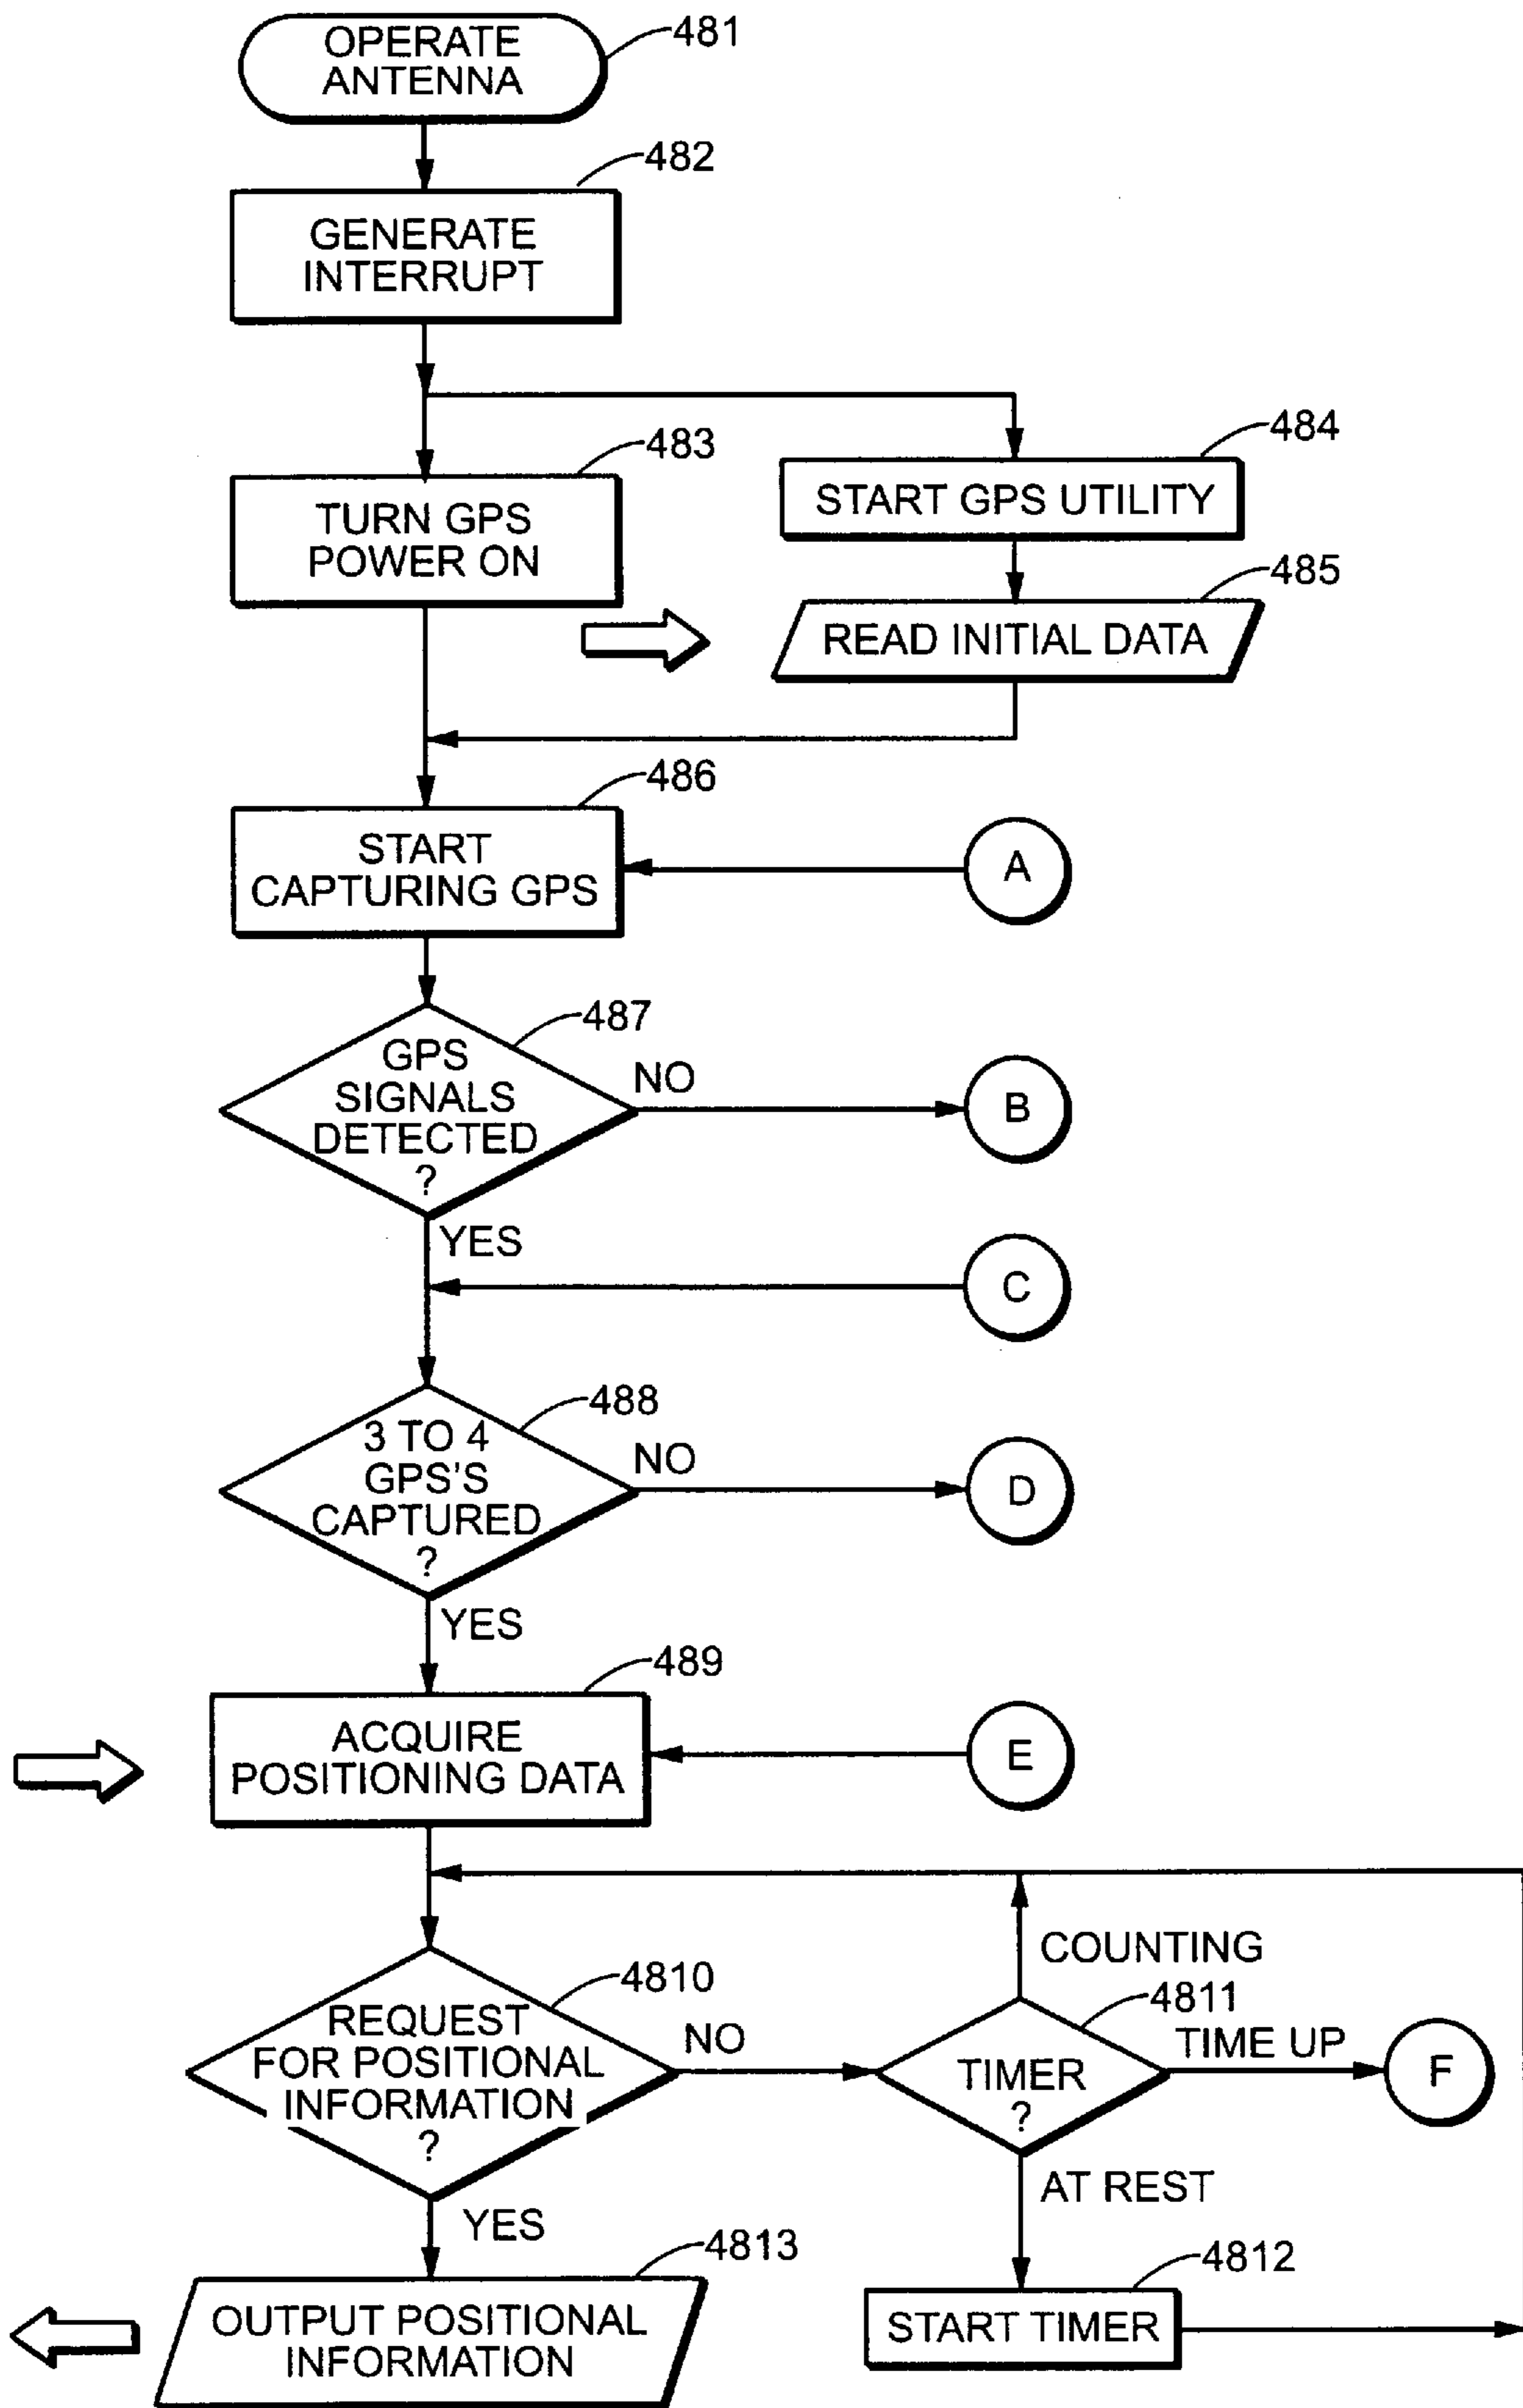 OPERATE
ANTENNA
481
482
GENERATE
INTERRUPT
483
TURN GPS
POWER ON
484
START GPS UTILITY
485
READ INITIAL DATA
486
START
CAPTURING GPS
A
487
GPS
SIGNALS
DETECTED
?
NO
B
YES
C
488
3 TO 4
GPS'S
CAPTURED
?
NO
D
YES
489
ACQUIRE
POSITIONING DATA
E
COUNTING
4810
REQUEST
FOR POSITIONAL
INFORMATION
?
NO
4811
TIMER
?
TIME UP
F
AT REST
YES
4812
START TIMER
4813
OUTPUT POSITIONAL
INFORMATION